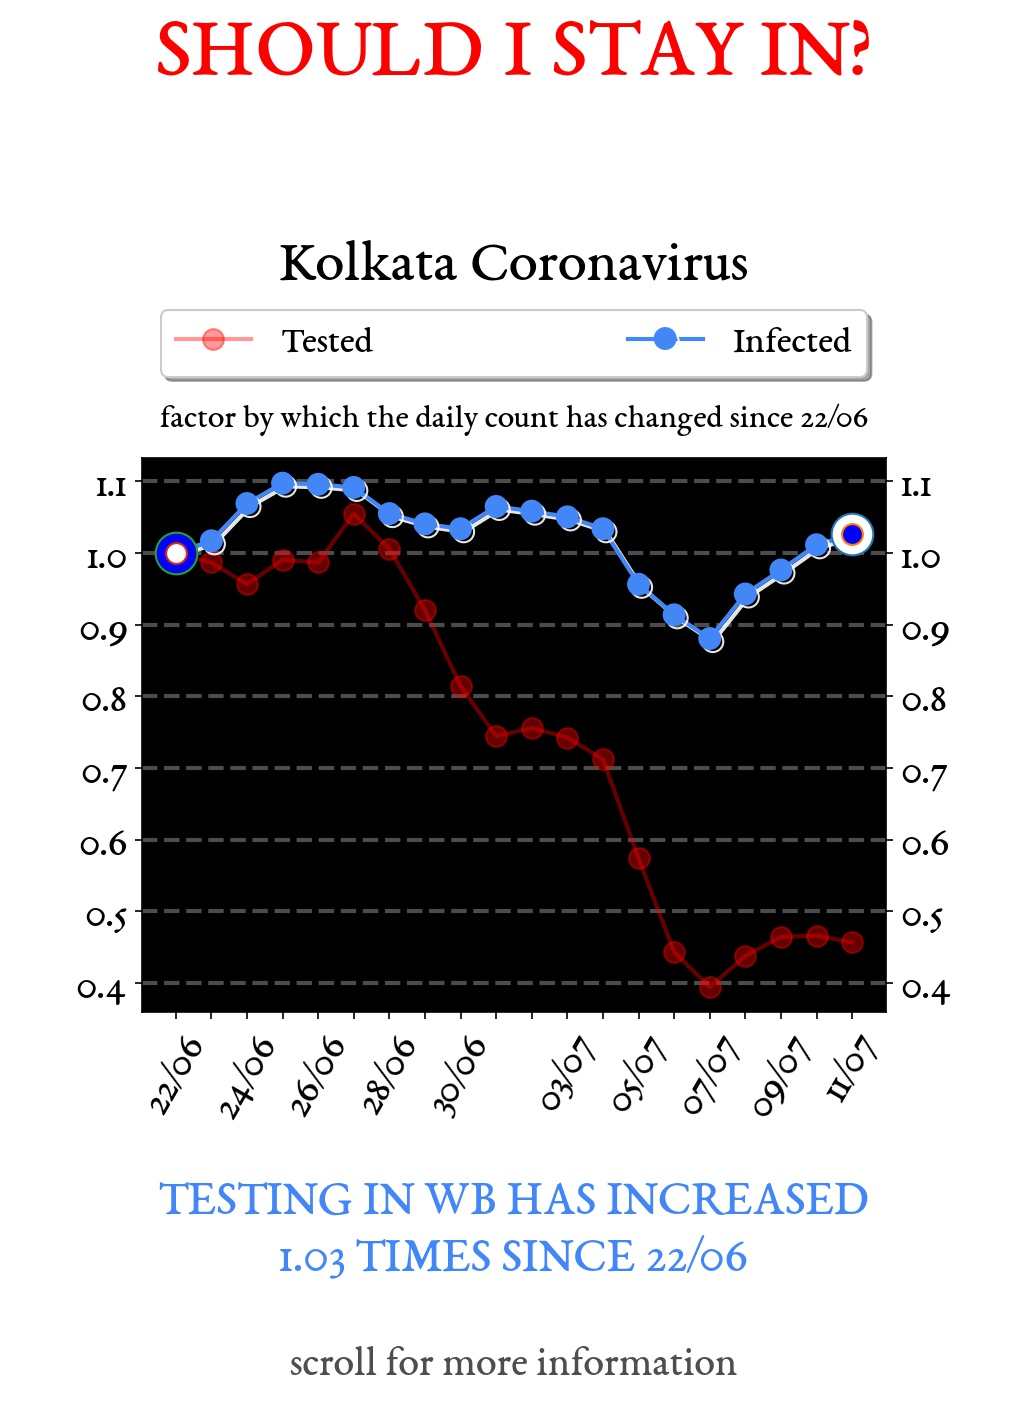 SHOULD I STAY IN?
Kolkata Coronavirus
Tested Infected
factor by which the daily count has changed since 22/06
1.1 1.1
1.0 1.0
0.9 0.9
0.8 0.8
0.7 0.7
0.6 0.6
0.5 0.5
0.4 0.4
22/06 24/06 26/06 28/06 30/06 03/07 05/07 07/07 09/07 11/07
TESTING IN WB HAS INCREASED
1.03 TIMES SINCE 22/06
scroll for more information